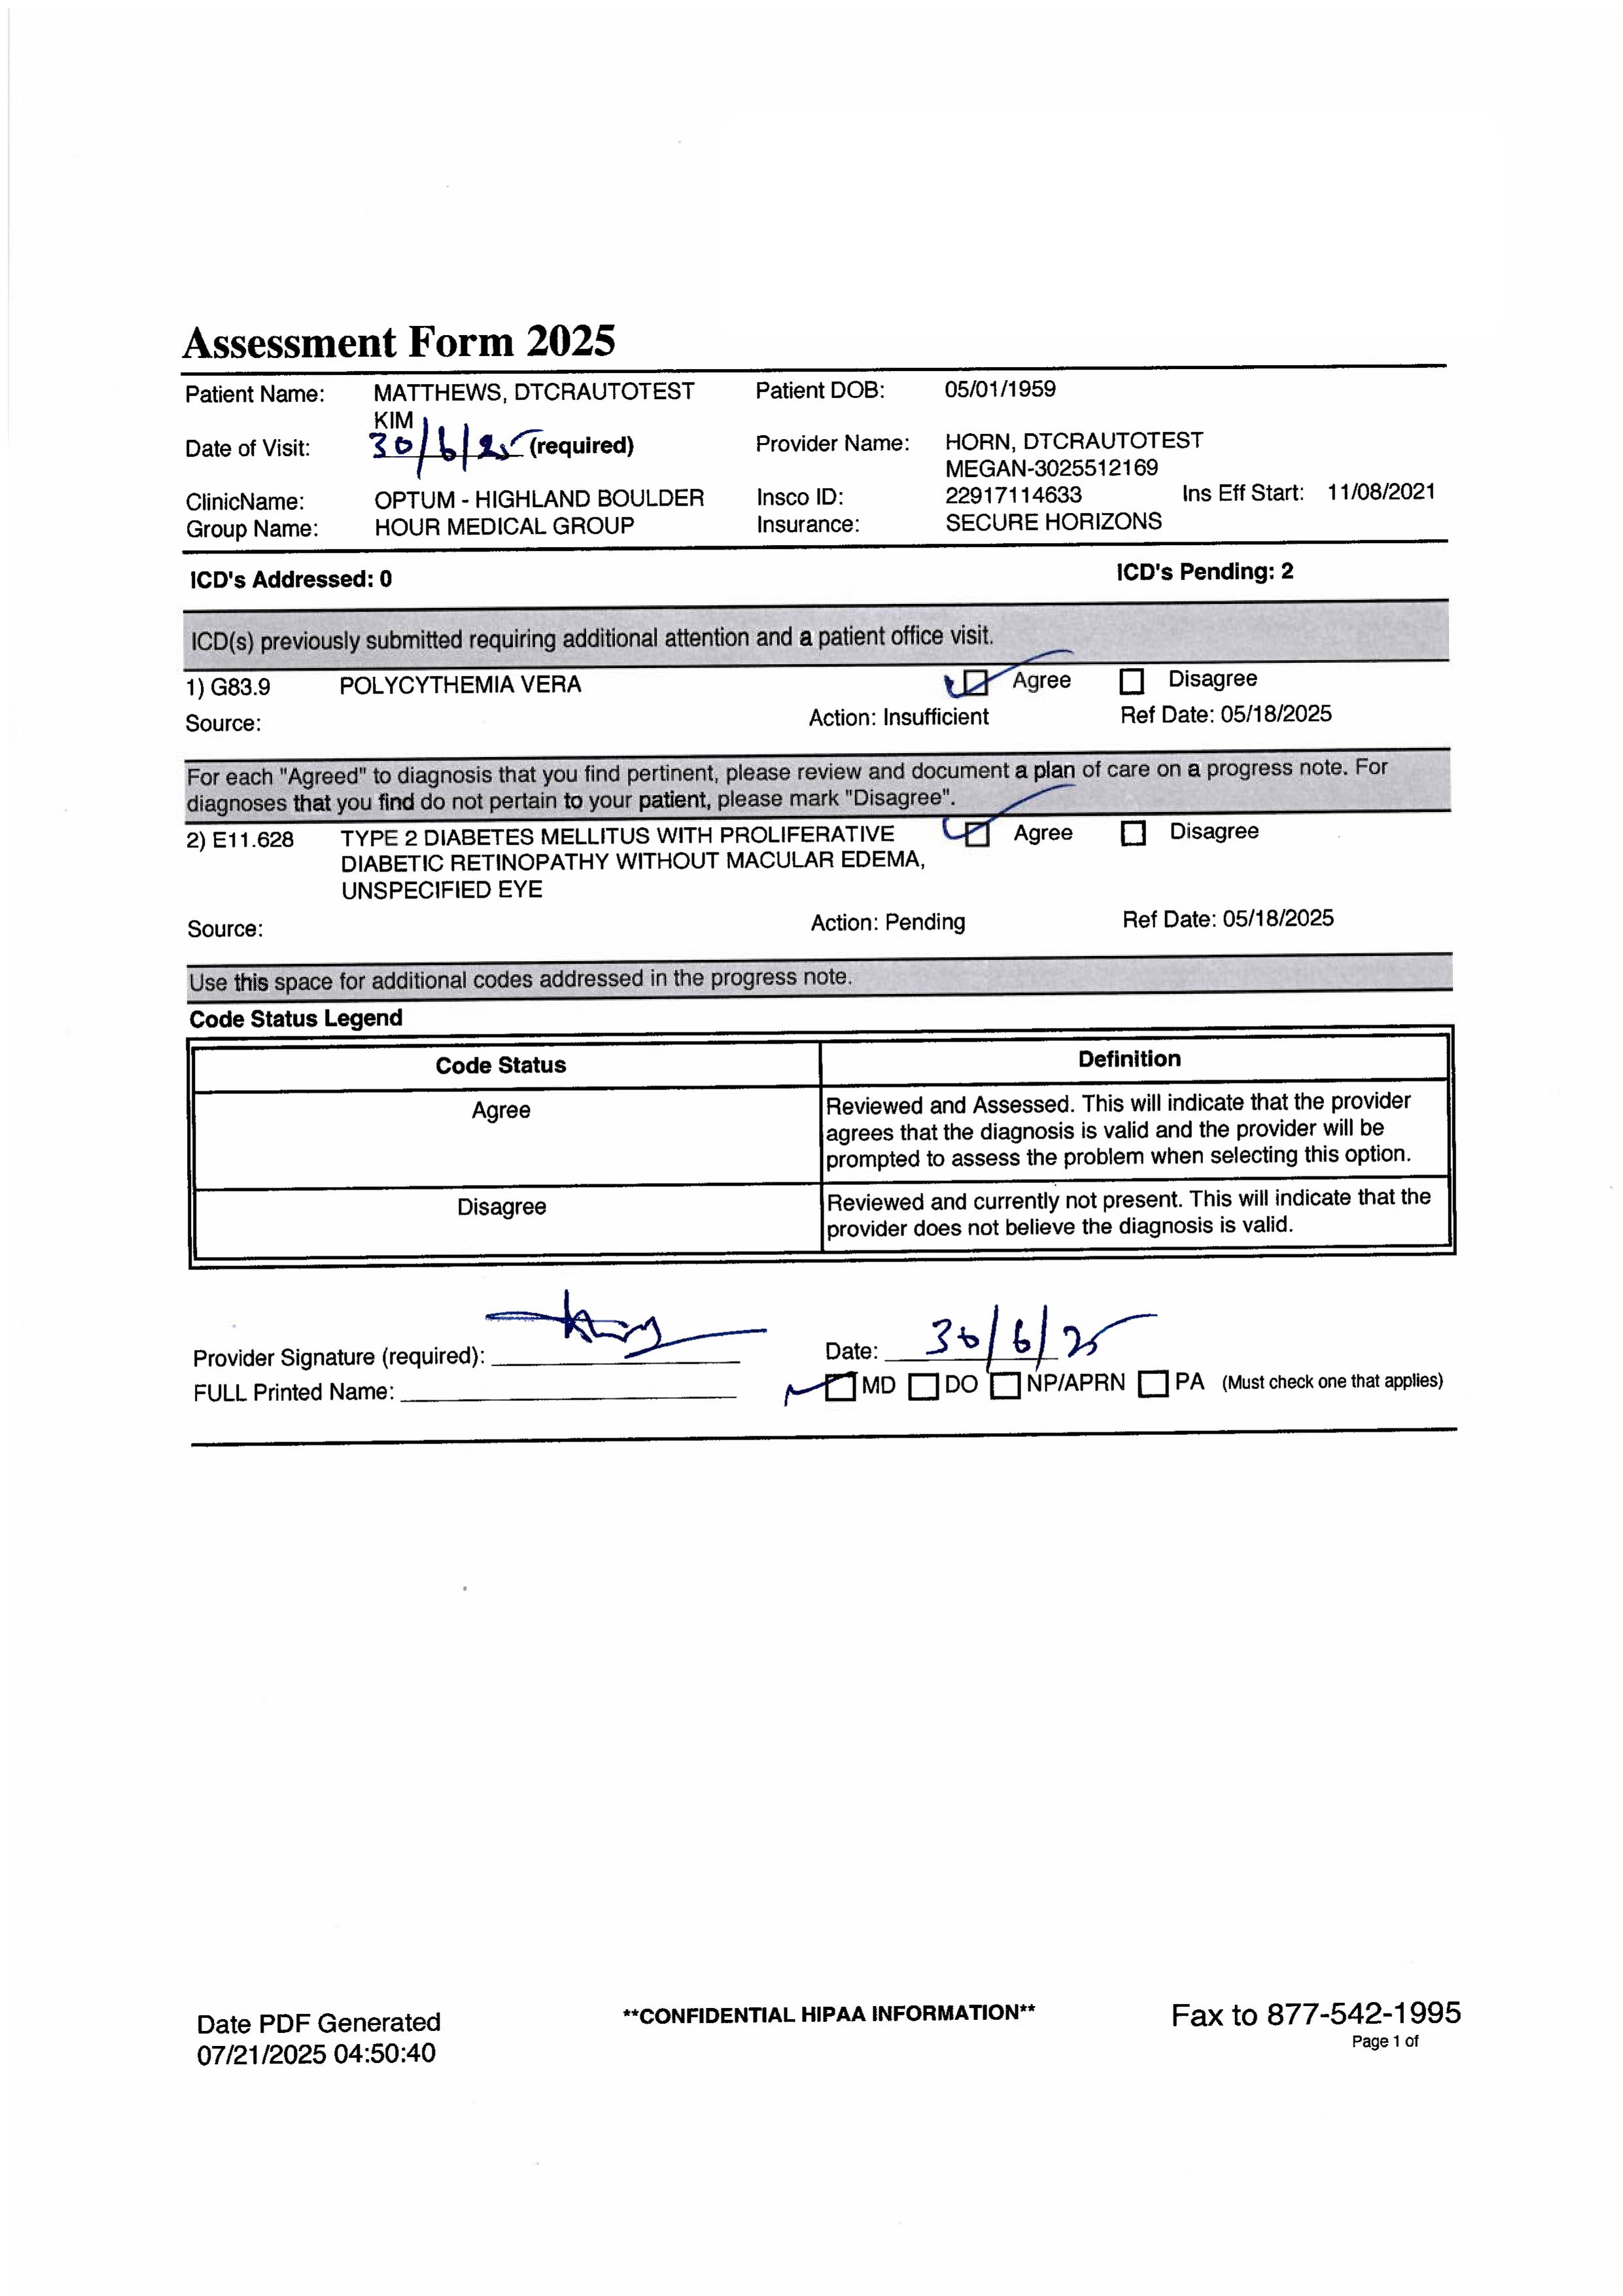 Assessment Form 2025
Patient Name: MATTHEWS, DTCRAUTOTEST KIM Patient DOB: 05/01/1959
Date of Visit: 30/6/25 (required) Provider Name: HORN, DTCRAUTOTEST MEGAN-3025512169
ClinicName: OPTUM - HIGHLAND BOULDER Insco ID: 22917114633 Ins Eff Start: 11/08/2021
Group Name: HOUR MEDICAL GROUP Insurance: SECURE HORIZONS
ICD's Addressed: 0 ICD's Pending: 2
ICD(s) previously submitted requiring additional attention and a patient office visit.
1) G83.9 POLYCYTHEMIA VERA Agree Disagree
Source: Action: Insufficient Ref Date: 05/18/2025
For each "Agreed" to diagnosis that you find pertinent, please review and document a plan of care on a progress note. For
diagnoses that you find do not pertain to your patient, please mark "Disagree".
2) E11.628 TYPE 2 DIABETES MELLITUS WITH PROLIFERATIVE Agree Disagree
DIABETIC RETINOPATHY WITHOUT MACULAR EDEMA,
UNSPECIFIED EYE
Source: Action: Pending Ref Date: 05/18/2025
Use this space for additional codes addressed in the progress note.
Code Status Legend
Code Status Definition
Agree Reviewed and Assessed. This will indicate that the provider
agrees that the diagnosis is valid and the provider will be
prompted to assess the problem when selecting this option.
Disagree Reviewed and currently not present. This will indicate that the
provider does not believe the diagnosis is valid.
Provider Signature (required): Date: 30/6/25
FULL Printed Name: MD DO NP/APRN PA (Must check one that applies)
Date PDF Generated **CONFIDENTIAL HIPAA INFORMATION** Fax to 877-542-1995
07/21/2025 04:50:40 Page 1 of